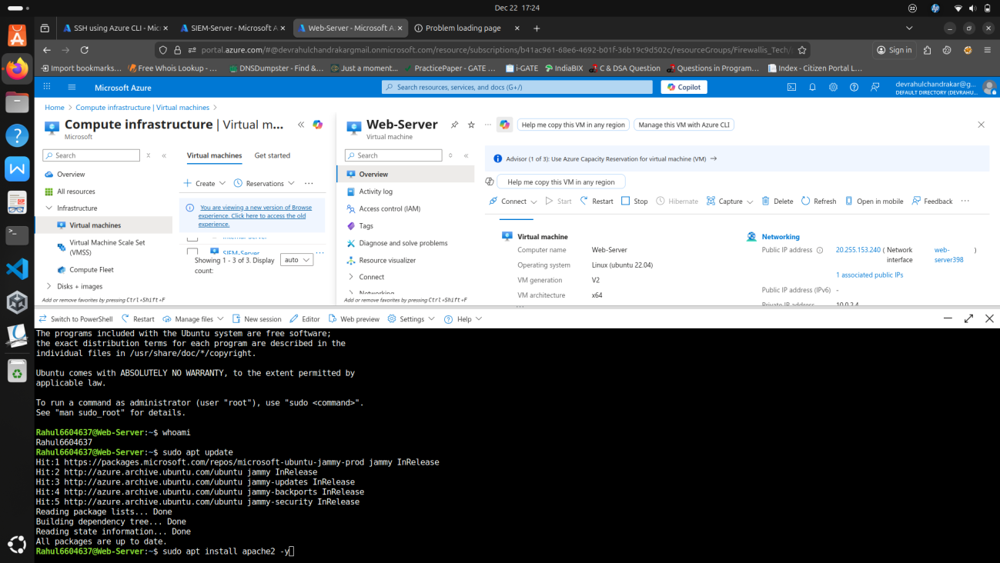 Dec 22 17:24
SSH using Azure CLI - Mic
SIEM-Server - Microsoft A
Web-Server - Microsoft A
Problem loading page
portal.azure.com/#@devrahulchandrakargmail.onmicrosoft.com/resource/subscriptions/b41ac961-68e6-4692-b01f-36b19c9d502c/resourceGroups/Firewallis_Tech/
Sign in
Import bookmarks...
Free Whois Lookup - ...
DNSDumpster - Find &...
Just a moment...
PracticePaper - GATE ...
i-GATE
IndiaBIX
C & DSA Question
Questions in Program...
Index - Citizen Portal L...
Microsoft Azure
Search resources, services, and docs (G+/)
Copilot
devrahulchandrakar@g...
DEFAULT DIRECTORY (DEVRAHU...
Home > Compute infrastructure | Virtual machines >
Compute infrastructure | Virtual m...
Microsoft
Search
Overview
All resources
Infrastructure
Virtual machines
Virtual Machine Scale Set
(VMSS)
Compute Fleet
Disks + images
Add or remove favorites by pressing Ctrl+Shift+F
Virtual machines
Get started
Create
Reservations
You are viewing a new version of Browse
experience. Click here to access the old
experience.
SIEM-Server
Showing 1 - 3 of 3. Display
count:
auto
Web-Server
Virtual machine
Help me copy this VM in any region
Manage this VM with Azure CLI
Search
Overview
Activity log
Access control (IAM)
Tags
Diagnose and solve problems
Resource visualizer
Connect
Networking
Add or remove favorites by pressing Ctrl+Shift+F
Advisor (1 of 3): Use Azure Capacity Reservation for virtual machine (VM) →
Help me copy this VM in any region
Connect
Start
Restart
Stop
Hibernate
Capture
Delete
Refresh
Open in mobile
Feedback
Virtual machine
Computer name Web-Server
Operating system Linux (ubuntu 22.04)
VM generation V2
VM architecture x64
Networking
Public IP address 20.255.153.240 ( Network interface web-server398 )
1 associated public IPs
Public IP address (IPv6) -
Private IP address 10.0.2.4
Switch to PowerShell
Restart
Manage files
New session
Editor
Web preview
Settings
Help
The programs included with the Ubuntu system are free software;
the exact distribution terms for each program are described in the
individual files in /usr/share/doc/*/copyright.
Ubuntu comes with ABSOLUTELY NO WARRANTY, to the extent permitted by
applicable law.
To run a command as administrator (user "root"), use "sudo <command>".
See "man sudo_root" for details.
Rahul6604637@Web-Server:~$ whoami
Rahul6604637
Rahul6604637@Web-Server:~$ sudo apt update
Hit:1 https://packages.microsoft.com/repos/microsoft-ubuntu-jammy-prod jammy InRelease
Hit:2 http://azure.archive.ubuntu.com/ubuntu jammy InRelease
Hit:3 http://azure.archive.ubuntu.com/ubuntu jammy-updates InRelease
Hit:4 http://azure.archive.ubuntu.com/ubuntu jammy-backports InRelease
Hit:5 http://azure.archive.ubuntu.com/ubuntu jammy-security InRelease
Reading package lists... Done
Building dependency tree... Done
Reading state information... Done
All packages are up to date.
Rahul6604637@Web-Server:~$ sudo apt install apache2 -y